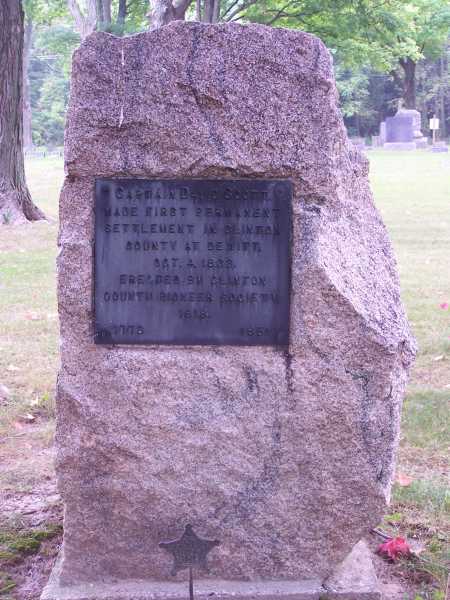 CAPTAIN DAVID SCOTT
MADE FIRST PERMANENT
SETTLEMENT IN CLINTON
COUNTY AT DEWITT,
OCT. 4, 1833.
ERECTED BY CLINTON
COUNTY PIONEER SOCIETY
1918.
1775 1851